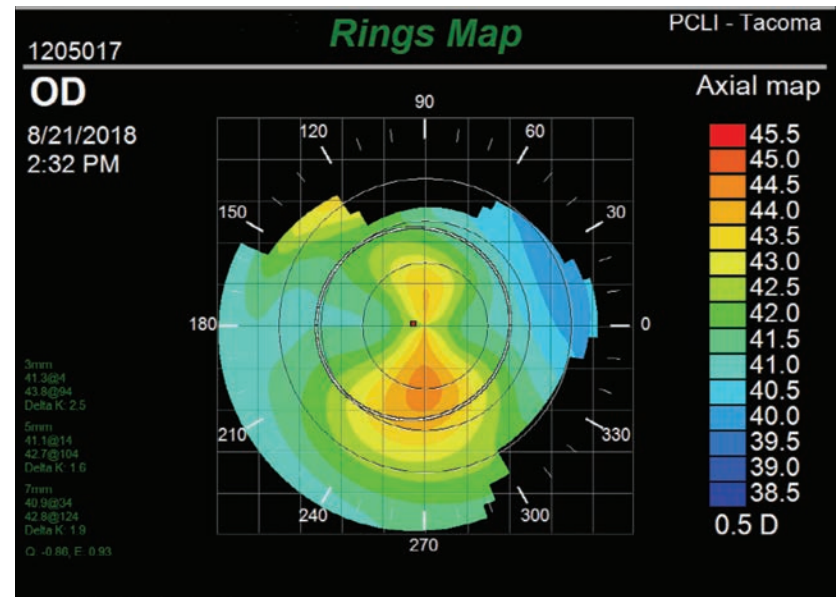 Rings Map
PCLI - Tacoma
1205017
OD
8/21/2018
2:32 PM
Axial map
90
120
60
150
30
180
0
210
330
240
300
270
45.5
45.0
44.5
44.0
43.5
43.0
42.5
42.0
41.5
41.0
40.5
40.0
39.5
39.0
38.5
0.5 D
3mm
41.3@4
43.8@94
Delta K: 2.5
5mm
41.1@14
42.7@104
Delta K: 1.6
7mm
40.9@34
42.8@124
Delta K: 1.9
Q: -0.86, E: 0.93